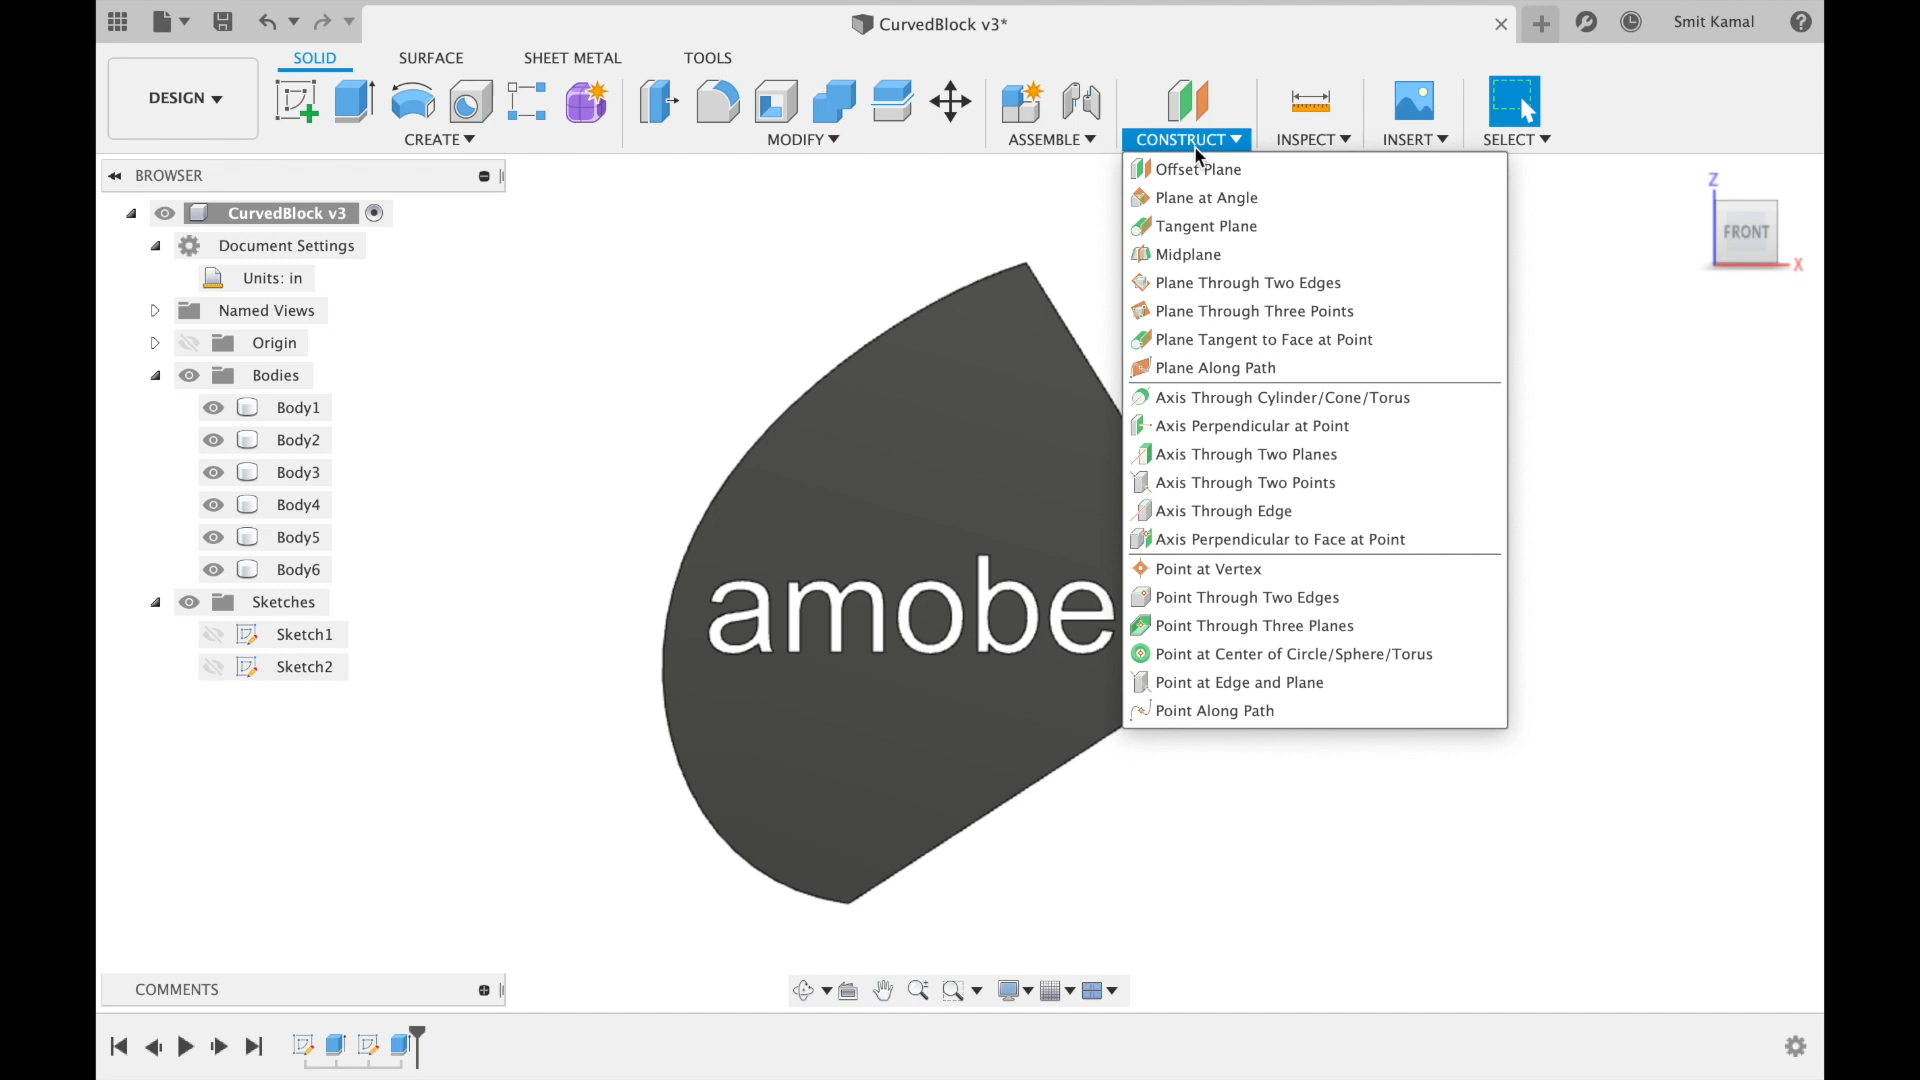 CurvedBlock v3*
Smit Kamal
SOLID
SURFACE
SHEET METAL
TOOLS
DESIGN
CREATE
MODIFY
ASSEMBLE
CONSTRUCT
INSPECT
INSERT
SELECT
BROWSER
CurvedBlock v3
Document Settings
Units: in
Named Views
Origin
Bodies
Body1
Body2
Body3
Body4
Body5
Body6
Sketches
Sketch1
Sketch2
Offset Plane
Plane at Angle
Tangent Plane
Midplane
Plane Through Two Edges
Plane Through Three Points
Plane Tangent to Face at Point
Plane Along Path
Axis Through Cylinder/Cone/Torus
Axis Perpendicular at Point
Axis Through Two Planes
Axis Through Two Points
Axis Through Edge
Axis Perpendicular to Face at Point
Point at Vertex
Point Through Two Edges
Point Through Three Planes
Point at Center of Circle/Sphere/Torus
Point at Edge and Plane
Point Along Path
Z
FRONT
X
amobe
COMMENTS